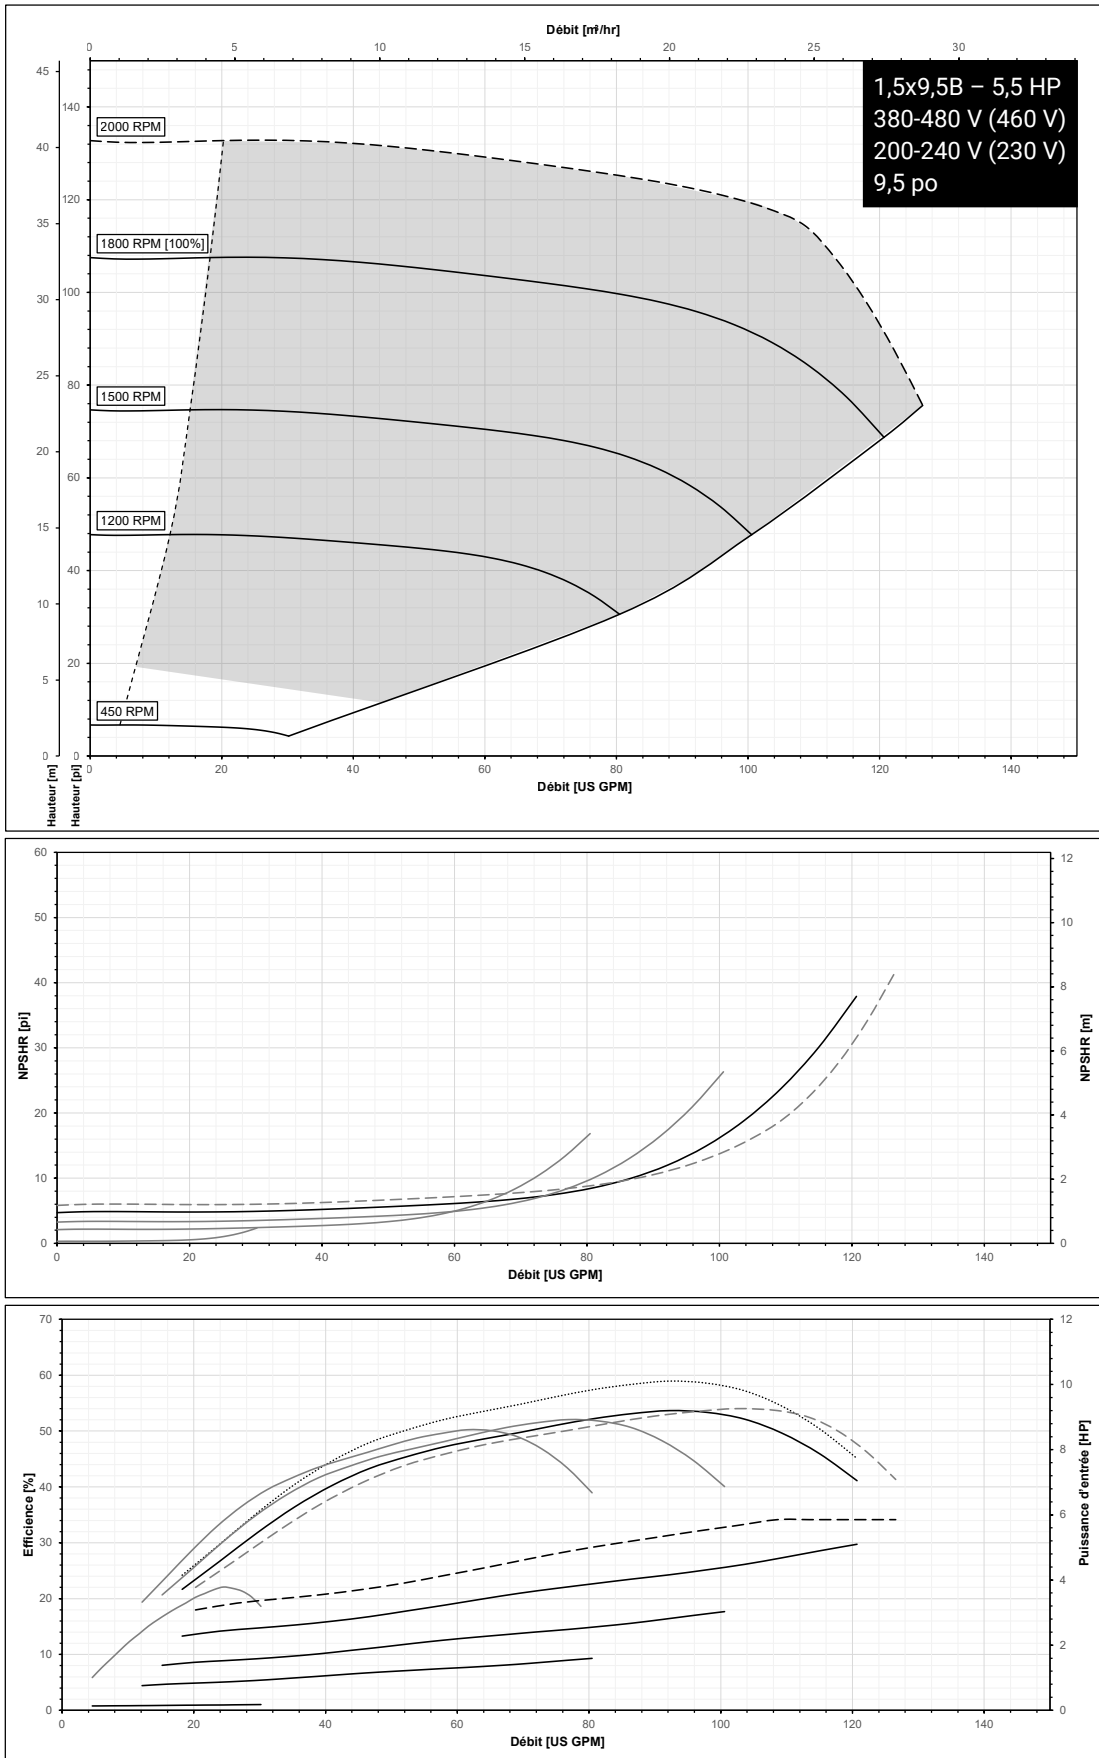 Débit [m³/hr]
0 5 10 15 20 25 30
1,5x9,5B – 5,5 HP
380-480 V (460 V)
200-240 V (230 V)
9,5 po
2000 RPM
1800 RPM [100%]
1500 RPM
1200 RPM
450 RPM
45
40
35
30
25
20
15
10
5
0
Hauteur [m]
140
120
100
80
60
40
20
0
Hauteur [pi]
0 20 40 60 80 100 120 140
Débit [US GPM]
60
50
40
30
20
10
0
NPSHR [pi]
12
10
8
6
4
2
0
NPSHR [m]
0 20 40 60 80 100 120 140
Débit [US GPM]
70
60
50
40
30
20
10
0
Efficience [%]
12
10
8
6
4
2
0
Puissance d'entrée [HP]
0 20 40 60 80 100 120 140
Débit [US GPM]